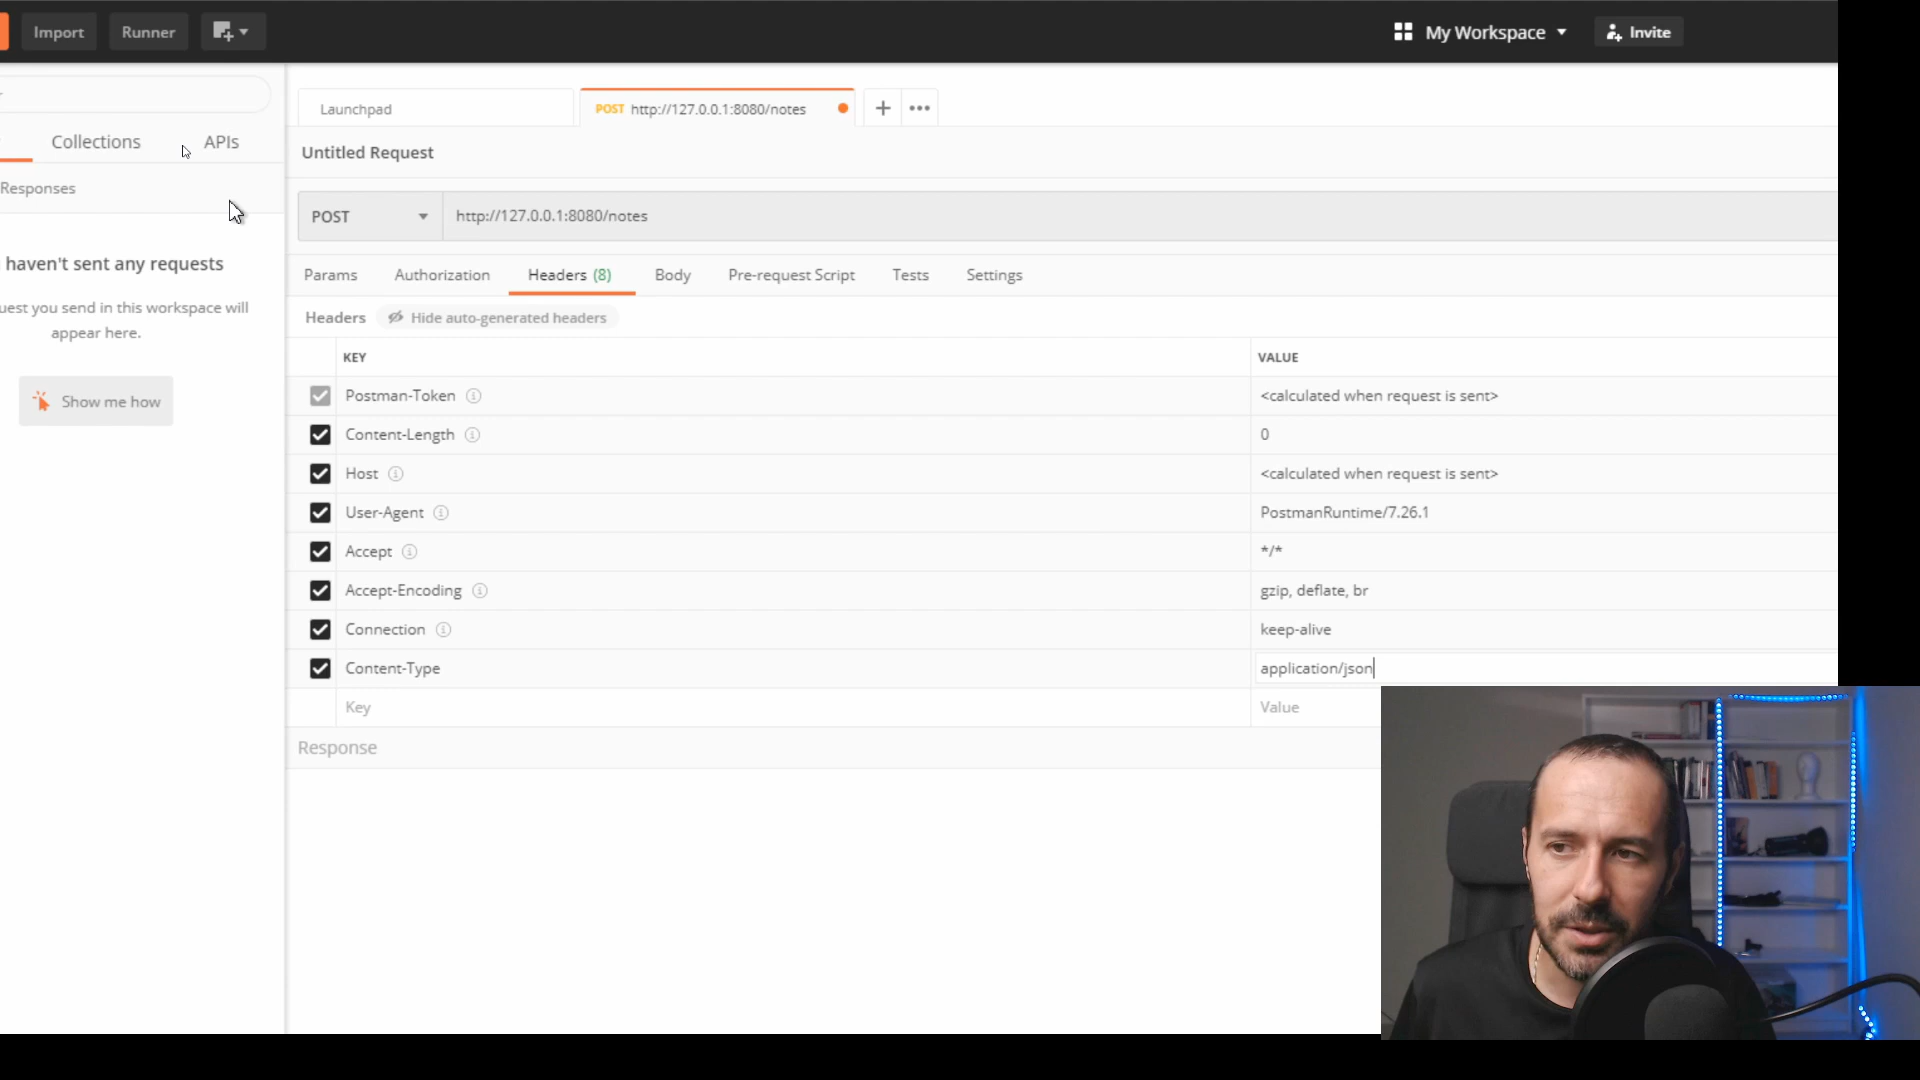 Import
Runner
My Workspace
Invite
Launchpad
POST http://127.0.0.1:8080/notes
Collections
APIs
Responses
haven't sent any requests
uest you send in this workspace will
appear here.
Show me how
Untitled Request
POST
http://127.0.0.1:8080/notes
Params
Authorization
Headers (8)
Body
Pre-request Script
Tests
Settings
Headers
Hide auto-generated headers
KEY
VALUE
Postman-Token
<calculated when request is sent>
Content-Length
0
Host
<calculated when request is sent>
User-Agent
PostmanRuntime/7.26.1
Accept
*/*
Accept-Encoding
gzip, deflate, br
Connection
keep-alive
Content-Type
application/json
Key
Value
Response